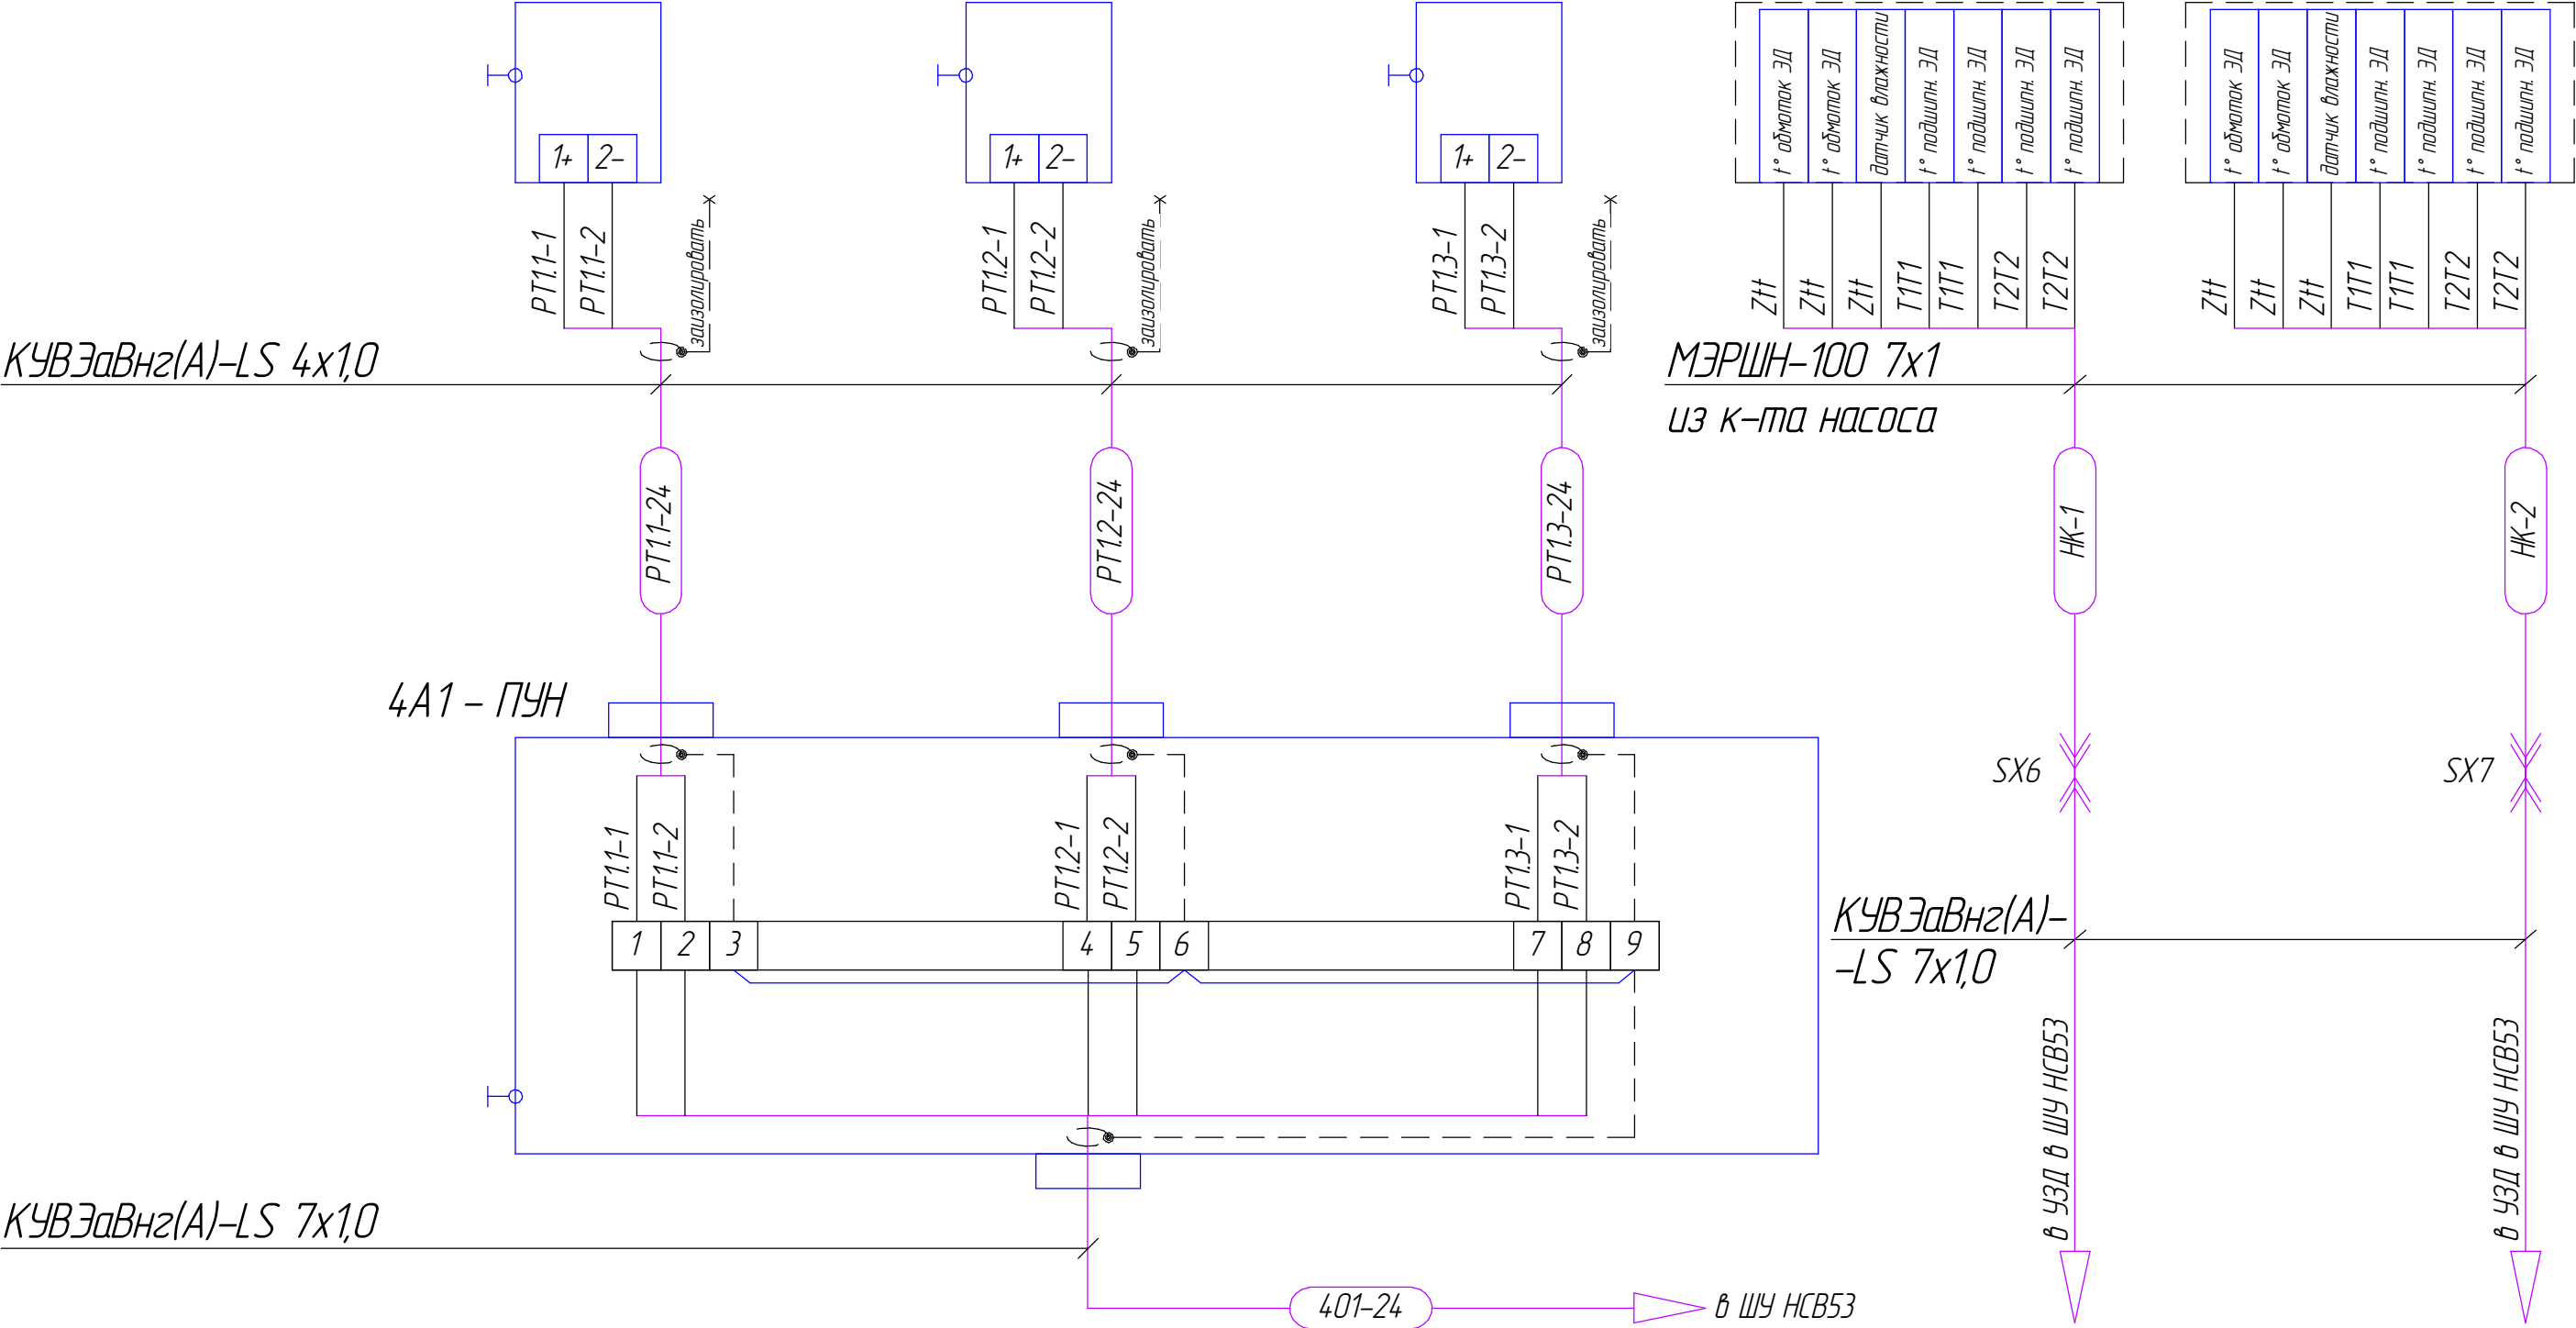 1+ 2-
1+ 2-
1+ 2-
t° обмоток ЭД
t° обмоток ЭД
датчик влажности
t° подшипн. ЭД
t° подшипн. ЭД
t° подшипн. ЭД
t° подшипн. ЭД
t° обмоток ЭД
t° обмоток ЭД
датчик влажности
t° подшипн. ЭД
t° подшипн. ЭД
t° подшипн. ЭД
t° подшипн. ЭД
РТ1.1-1
РТ1.1-2
заизолировать
РТ1.2-1
РТ1.2-2
заизолировать
РТ1.3-1
РТ1.3-2
заизолировать
Ztt
Ztt
Ztt
Т1Т1
Т1Т1
Т2Т2
Т2Т2
Ztt
Ztt
Ztt
Т1Т1
Т1Т1
Т2Т2
Т2Т2
КУВЭаВнг(А)-LS 4х1,0
МЭРШН-100 7х1
из к-та насоса
РТ1.1-24
РТ1.2-24
РТ1.3-24
НК-1
НК-2
4А1 - ПУН
SX6
SX7
РТ1.1-1
РТ1.1-2
РТ1.2-1
РТ1.2-2
РТ1.3-1
РТ1.3-2
1 2 3 4 5 6 7 8 9
КУВЭаВнг(А)-
-LS 7х1,0
в УЗД в ШУ НСВ53
в УЗД в ШУ НСВ53
КУВЭаВнг(А)-LS 7х1,0
401-24
в ШУ НСВ53